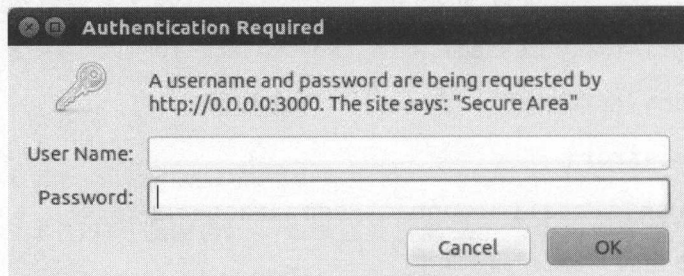 Authentication Required
A username and password are being requested by
http://0.0.0.0:3000. The site says: "Secure Area"
User Name:
Password:
Cancel
OK